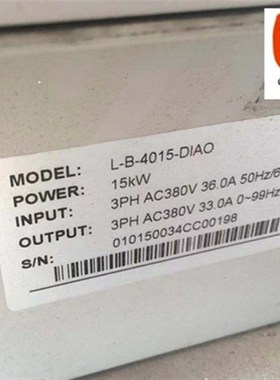 MODEL: L-B-4015-DIAO
POWER: 15kW
INPUT: 3PH AC380V 36.0A 50Hz/6
OUTPUT: 3PH AC380V 33.0A 0~99Hz
S/N: 010150034CC00198